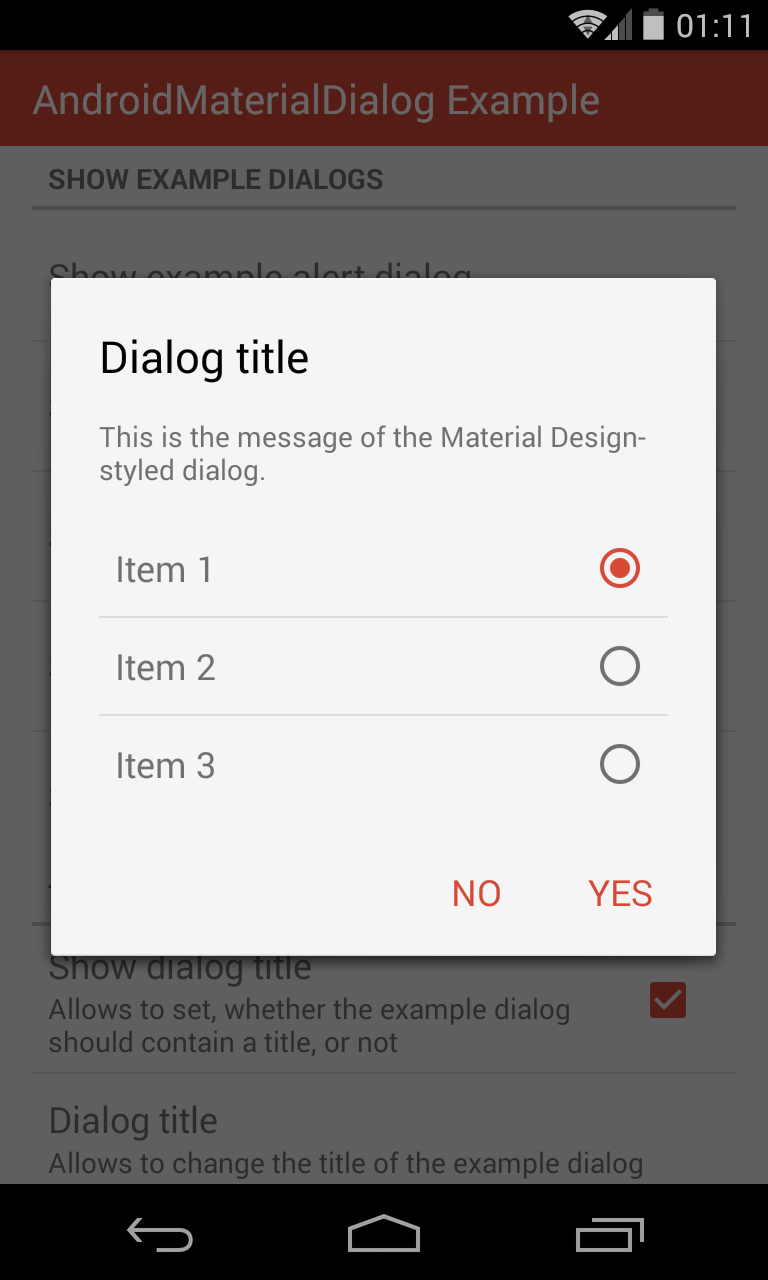 01:11
AndroidMaterialDialog Example
SHOW EXAMPLE DIALOGS
Show example alert dialog
Dialog title
This is the message of the Material Design-
styled dialog.
Item 1
Item 2
Item 3
NO
YES
Show dialog title
Allows to set, whether the example dialog
should contain a title, or not
Dialog title
Allows to change the title of the example dialog